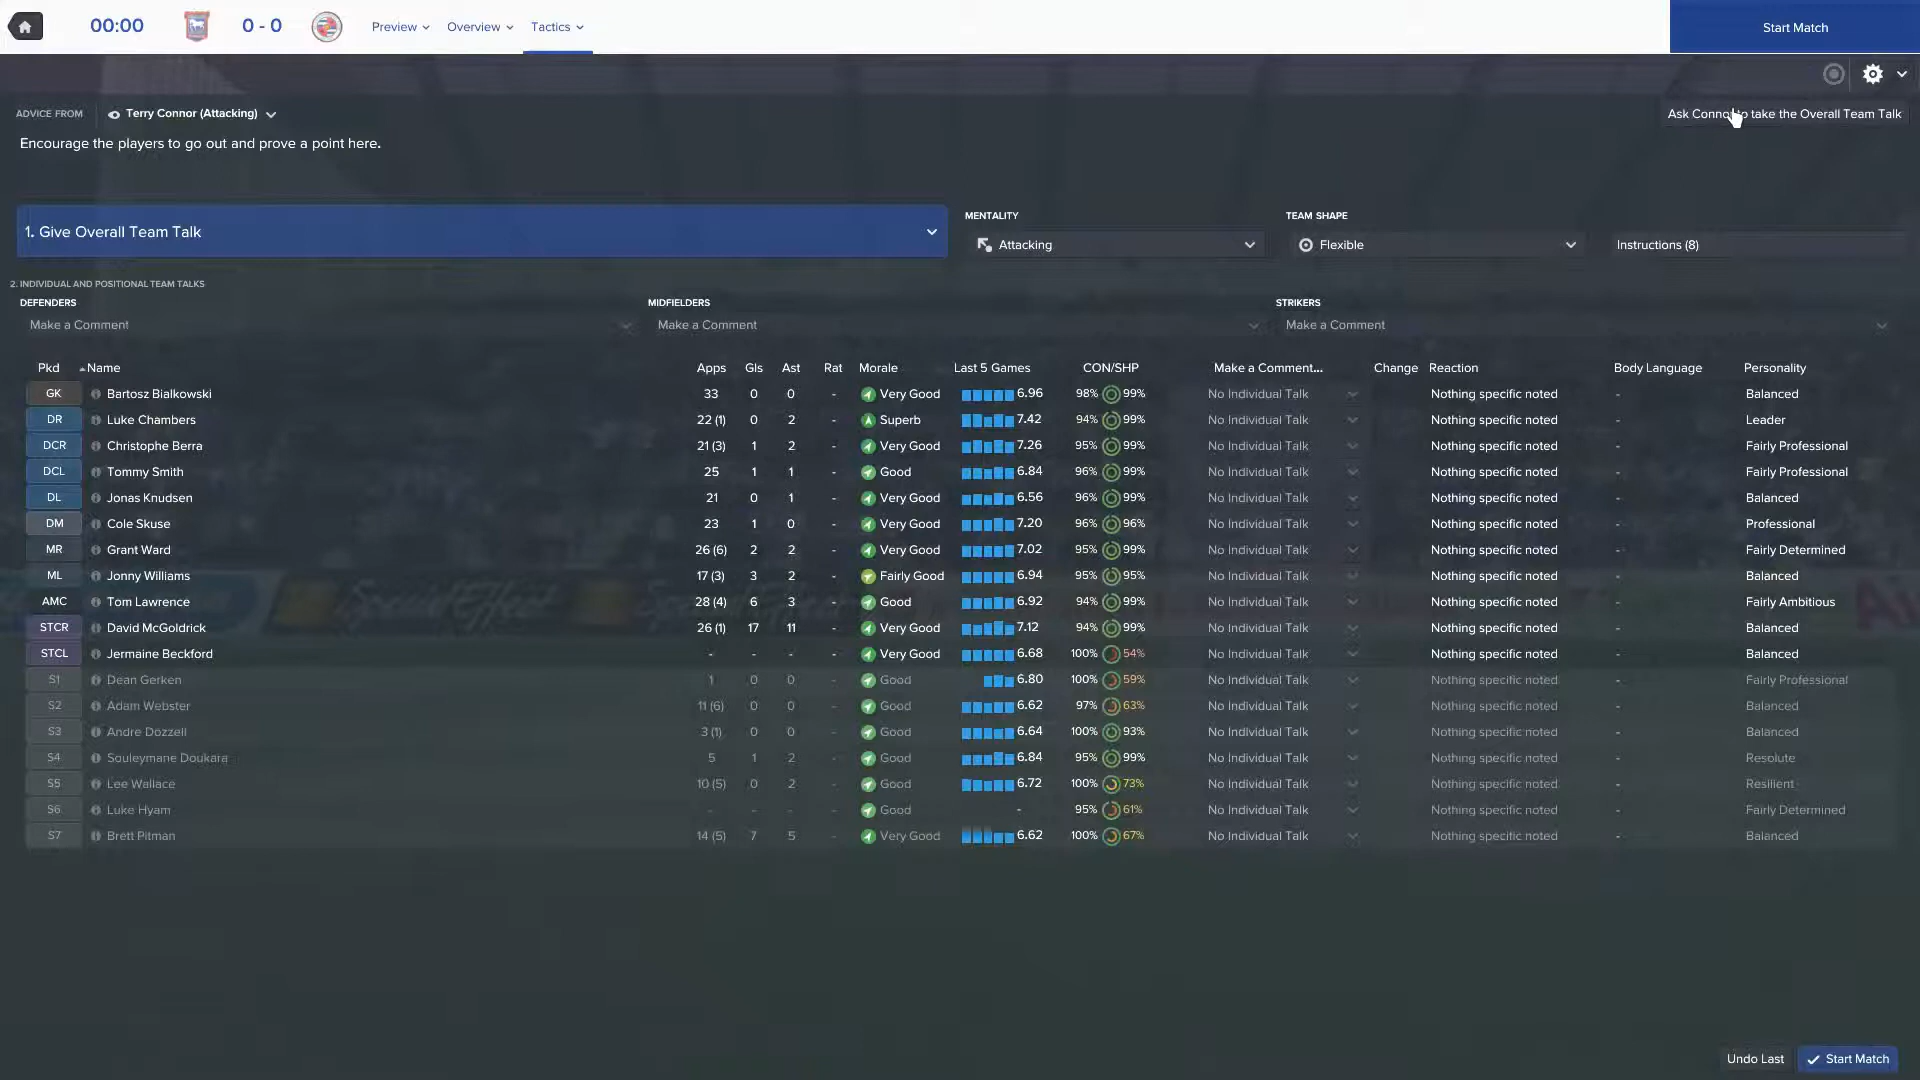 00:00 0 - 0 Preview Overview Tactics Start Match
ADVICE FROM Terry Connor (Attacking) Ask Connor to take the Overall Team Talk
Encourage the players to go out and prove a point here.
MENTALITY TEAM SHAPE
1. Give Overall Team Talk Attacking Flexible Instructions (8)
2. INDIVIDUAL AND POSITIONAL TEAM TALKS
DEFENDERS MIDFIELDERS STRIKERS
Make a Comment Make a Comment Make a Comment
Pkd Name Apps Gls Ast Rat Morale Last 5 Games CON/SHP Make a Comment... Change Reaction Body Language Personality
GK Bartosz Bialkowski 33 0 0 - Very Good 6.96 98% 99% No Individual Talk Nothing specific noted - Balanced
DR Luke Chambers 22 (1) 0 2 - Superb 7.42 94% 99% No Individual Talk Nothing specific noted - Leader
DCR Christophe Berra 21 (3) 1 2 - Very Good 7.26 95% 99% No Individual Talk Nothing specific noted - Fairly Professional
DCL Tommy Smith 25 1 1 - Good 6.84 96% 99% No Individual Talk Nothing specific noted - Fairly Professional
DL Jonas Knudsen 21 0 1 - Very Good 6.56 96% 99% No Individual Talk Nothing specific noted - Balanced
DM Cole Skuse 23 1 0 - Very Good 7.20 96% 96% No Individual Talk Nothing specific noted - Professional
MR Grant Ward 26 (6) 2 2 - Very Good 7.02 95% 99% No Individual Talk Nothing specific noted - Fairly Determined
ML Jonny Williams 17 (3) 3 2 - Fairly Good 6.94 95% 95% No Individual Talk Nothing specific noted - Balanced
AMC Tom Lawrence 28 (4) 6 3 - Good 6.92 94% 99% No Individual Talk Nothing specific noted - Fairly Ambitious
STCR David McGoldrick 26 (1) 17 11 - Very Good 7.12 94% 99% No Individual Talk Nothing specific noted - Balanced
STCL Jermaine Beckford - - - - Very Good 6.68 100% 54% No Individual Talk Nothing specific noted - Balanced
S1 Dean Gerken 1 0 0 - Good 6.80 100% 59% No Individual Talk Nothing specific noted - Fairly Professional
S2 Adam Webster 11 (6) 0 0 - Good 6.62 97% 63% No Individual Talk Nothing specific noted - Balanced
S3 Andre Dozzell 3 (1) 0 0 - Good 6.64 100% 93% No Individual Talk Nothing specific noted - Balanced
S4 Souleymane Doukara 5 1 2 - Good 6.84 95% 99% No Individual Talk Nothing specific noted - Resolute
S5 Lee Wallace 10 (5) 0 2 - Good 6.72 100% 73% No Individual Talk Nothing specific noted - Resilient
S6 Luke Hyam - - - - Good - 95% 61% No Individual Talk Nothing specific noted - Fairly Determined
S7 Brett Pitman 14 (5) 7 5 - Very Good 6.62 100% 67% No Individual Talk Nothing specific noted - Balanced
Undo Last Start Match